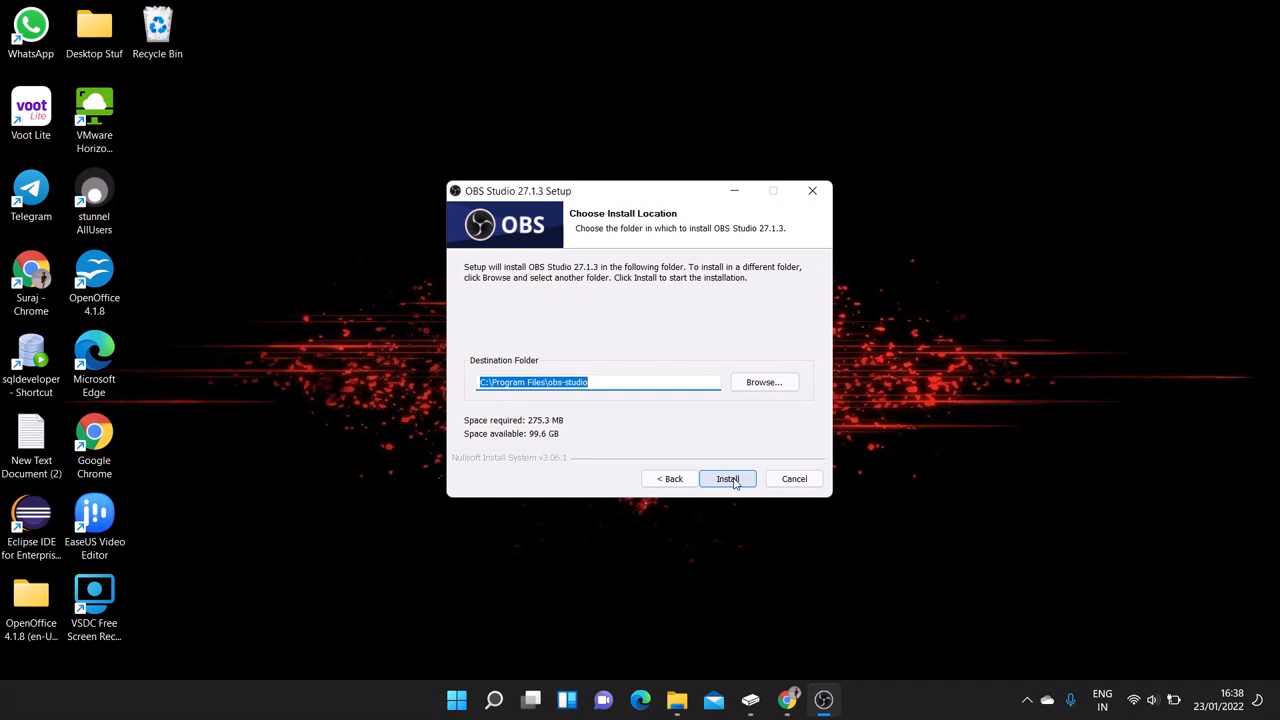 WhatsApp
Desktop Stuf
Recycle Bin
voot
Lite
Voot Lite
VMware
Horizo...
Telegram
stunnel
AllUsers
Suraj -
Chrome
OpenOffice
4.1.8
sqldeveloper
- Shortcut
Microsoft
Edge
New Text
Document (2)
Google
Chrome
Eclipse IDE
for Enterpris...
EaseUS Video
Editor
OpenOffice
4.1.8 (en-U...
VSDC Free
Screen Rec...
OBS Studio 27.1.3 Setup
OBS
Choose Install Location
Choose the folder in which to install OBS Studio 27.1.3.
Setup will install OBS Studio 27.1.3 in the following folder. To install in a different folder,
click Browse and select another folder. Click Install to start the installation.
Destination Folder
C:\Program Files\obs-studio
Browse...
Space required: 275.3 MB
Space available: 99.6 GB
Nullsoft Install System v3.06.1
< Back
Install
Cancel
ENG
IN
16:38
23/01/2022